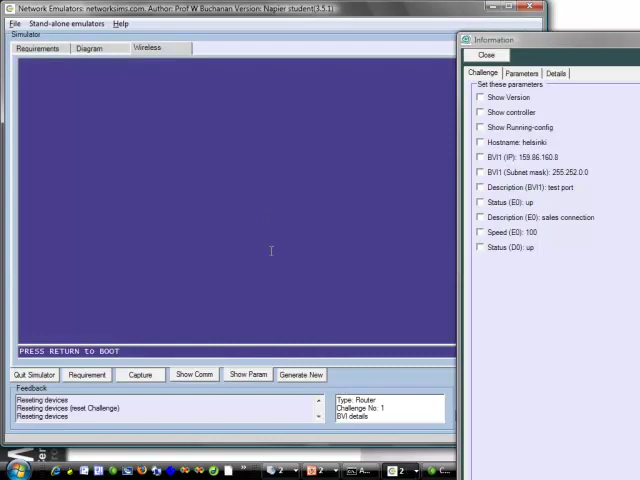 Network Emulators: networksims.com. Author: Prof W Buchanan Version: Napier student(3.5.1)
File Stand-alone emulators Help
Simulator
Requirements Diagram Wireless
PRESS RETURN to BOOT
Quit Simulator Requirement Capture Show Comm Show Param Generate New
Feedback
Reseting devices
Reseting devices (reset Challenge)
Reseting devices
Type: Router
Challenge No: 1
BVI details
Information
Close
Challenge Parameters Details
Set these parameters
Show Version
Show controller
Show Running-config
Hostname: helsinki
BVI1 (IP): 159.86.160.8
BVI1 (Subnet mask): 255.252.0.0
Description (BVI1): test port
Status (E0): up
Description (E0): sales connection
Speed (E0): 100
Status (D0): up
2 2 A... 2 C...